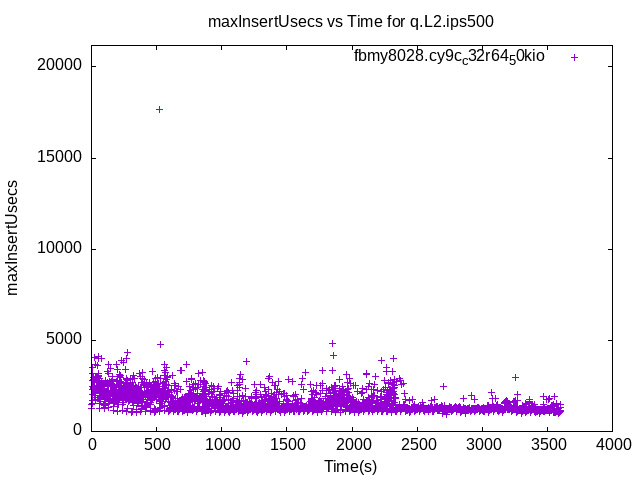 maxInsertUsecs vs Time for q.L2.ips500
fbmy8028.cy9c_c32r64_50kio
maxInsertUsecs
20000
15000
10000
5000
0
0 500 1000 1500 2000 2500 3000 3500 4000
Time(s)